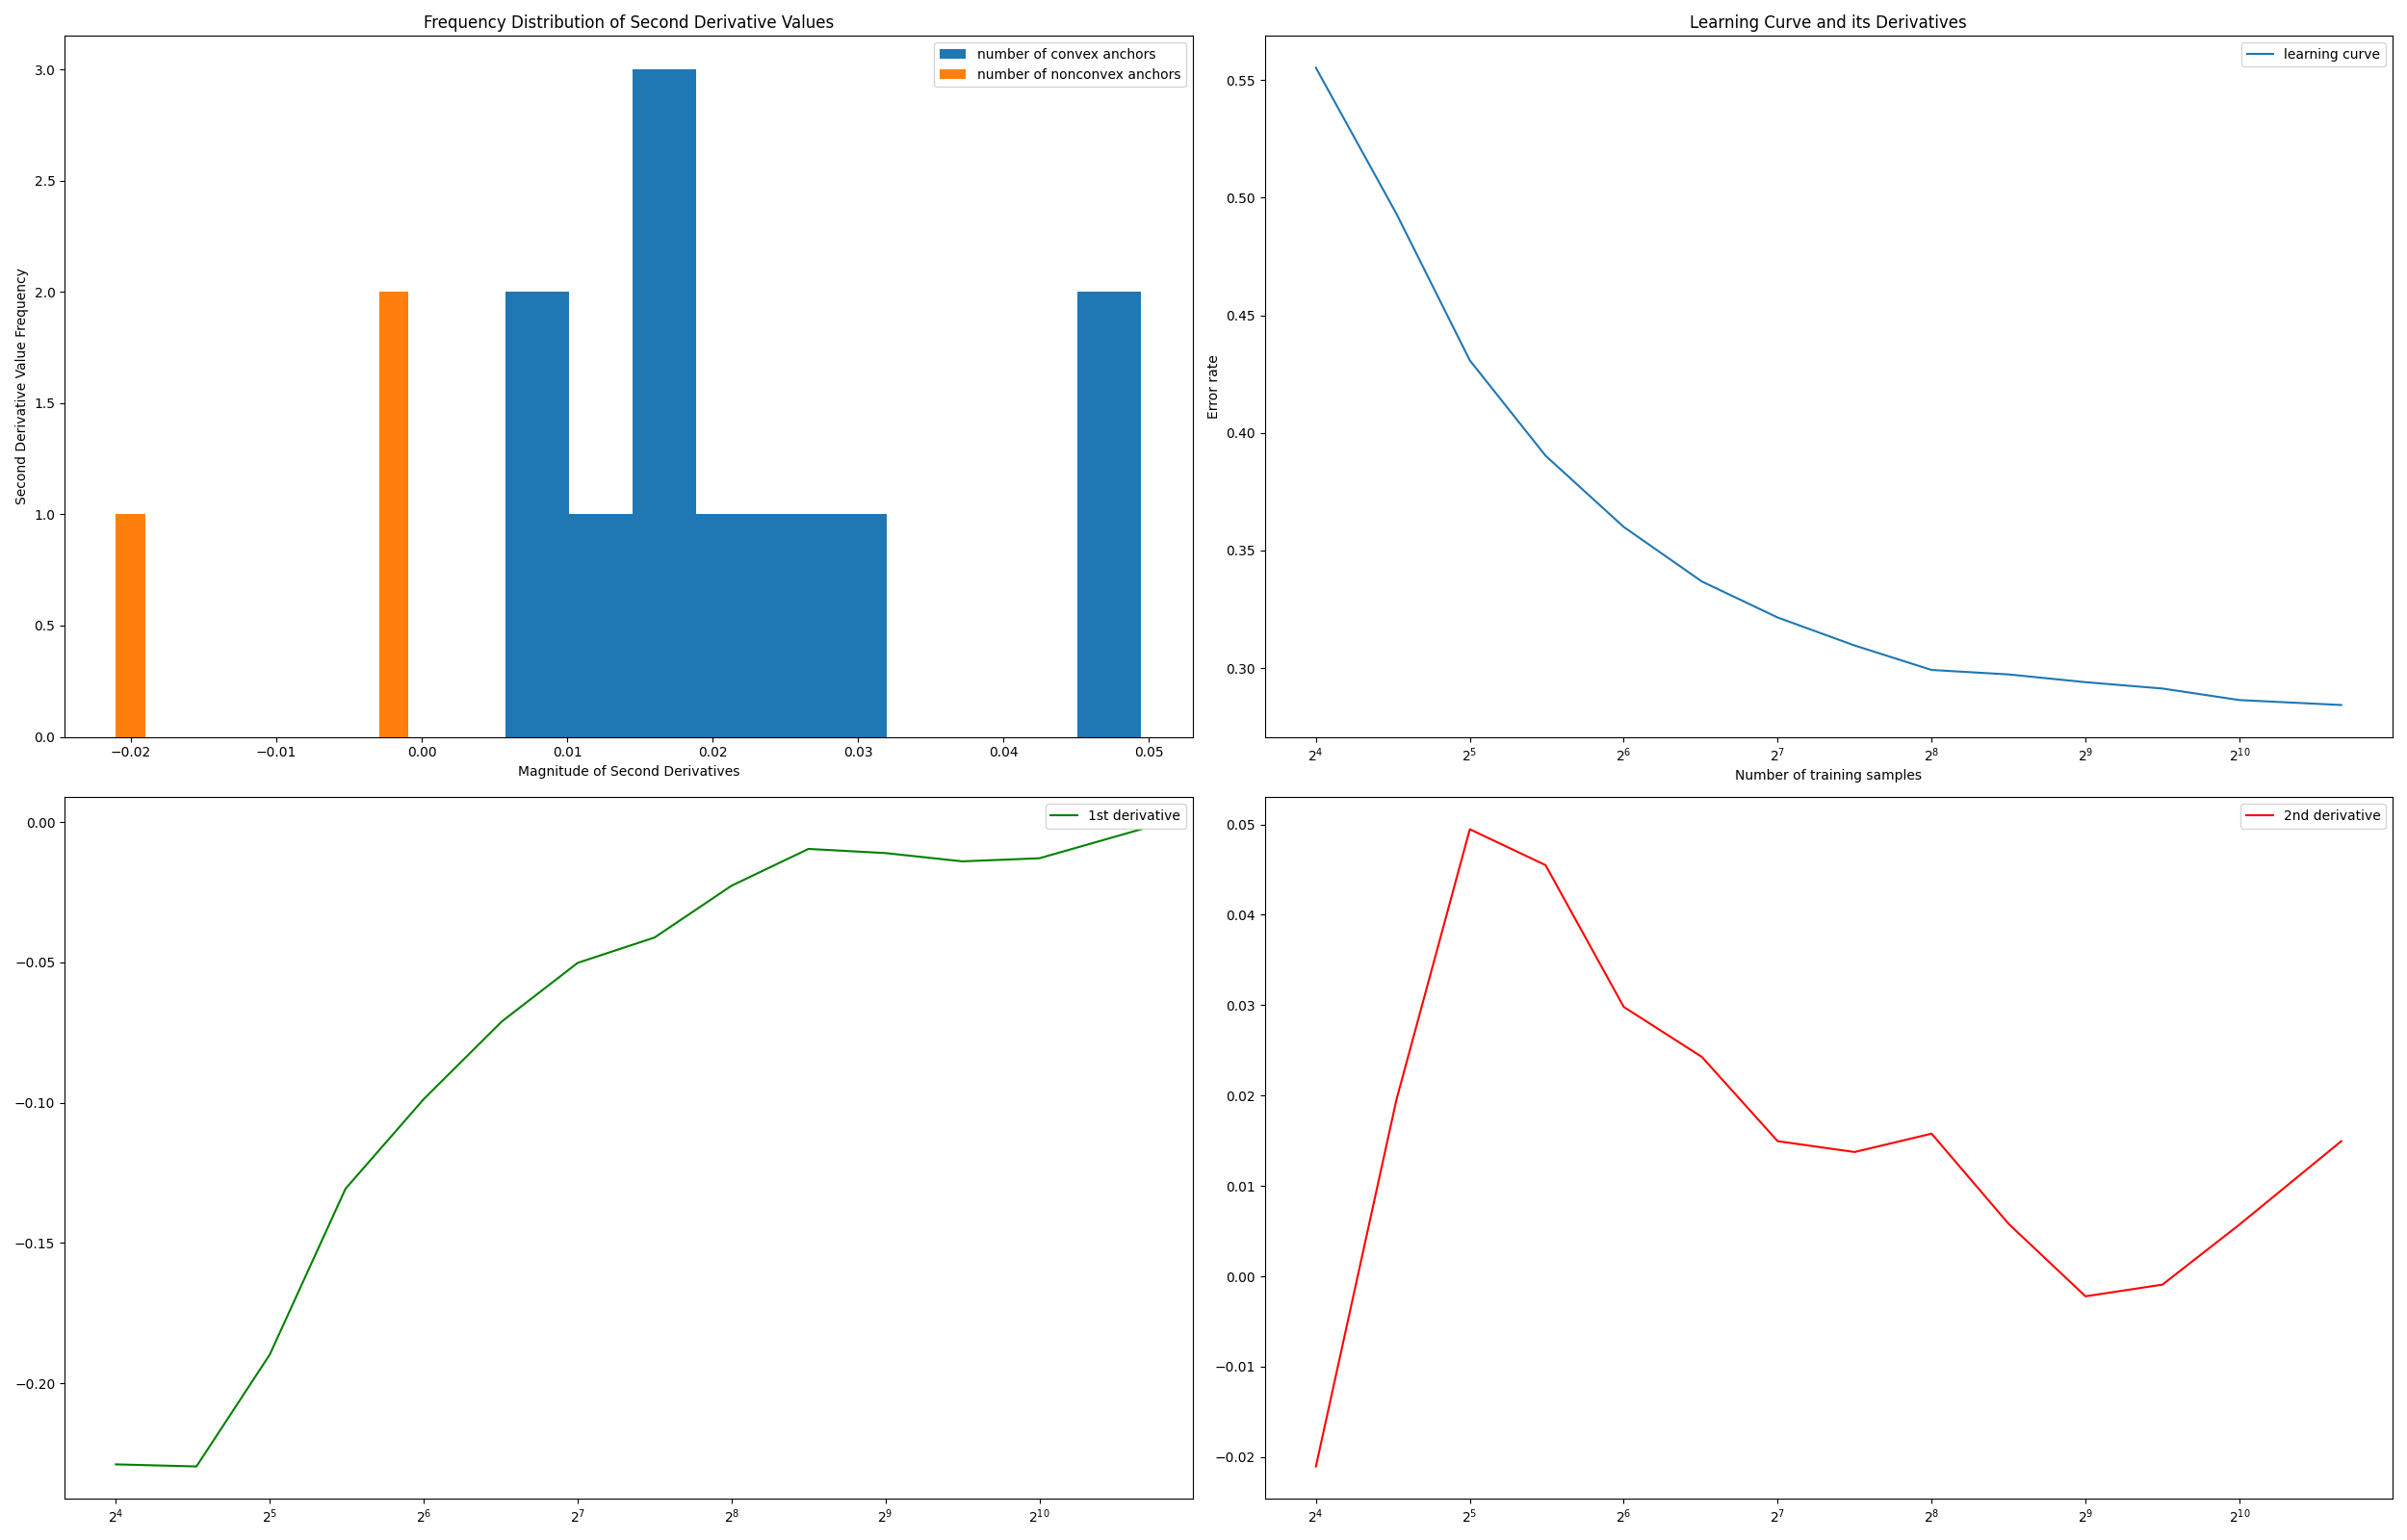 Frequency Distribution of Second Derivative Values
number of convex anchors
number of nonconvex anchors
3.0
2.5
2.0
1.5
1.0
0.5
0.0
Second Derivative Value Frequency
−0.02 −0.01 0.00 0.01 0.02 0.03 0.04 0.05
Magnitude of Second Derivatives
Learning Curve and its Derivatives
learning curve
0.55
0.50
0.45
0.40
0.35
0.30
Error rate
2⁴ 2⁵ 2⁶ 2⁷ 2⁸ 2⁹ 2¹⁰
Number of training samples
1st derivative
0.00
−0.05
−0.10
−0.15
−0.20
2⁴ 2⁵ 2⁶ 2⁷ 2⁸ 2⁹ 2¹⁰
2nd derivative
0.05
0.04
0.03
0.02
0.01
0.00
−0.01
−0.02
2⁴ 2⁵ 2⁶ 2⁷ 2⁸ 2⁹ 2¹⁰